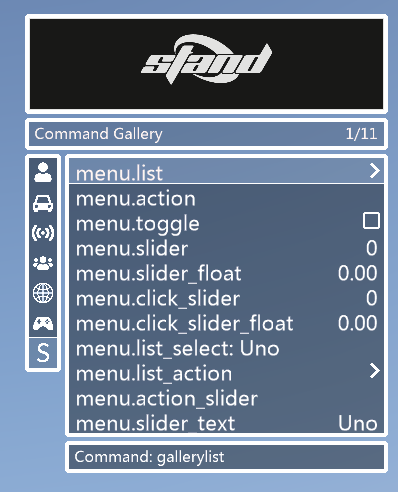 stand
Command Gallery 1/11
menu.list
menu.action
menu.toggle
menu.slider 0
menu.slider_float 0.00
menu.click_slider 0
menu.click_slider_float 0.00
menu.list_select: Uno
menu.list_action
menu.action_slider
menu.slider_text Uno
S
Command: gallerylist